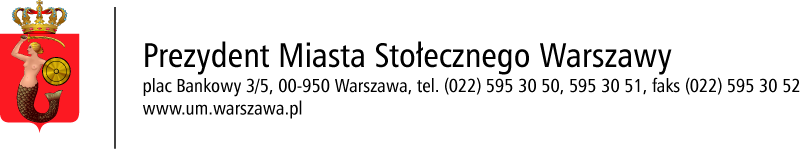 Prezydent Miasta Stołecznego Warszawy
plac Bankowy 3/5, 00-950 Warszawa, tel. (022) 595 30 50, 595 30 51, faks (022) 595 30 52
www.um.warszawa.pl